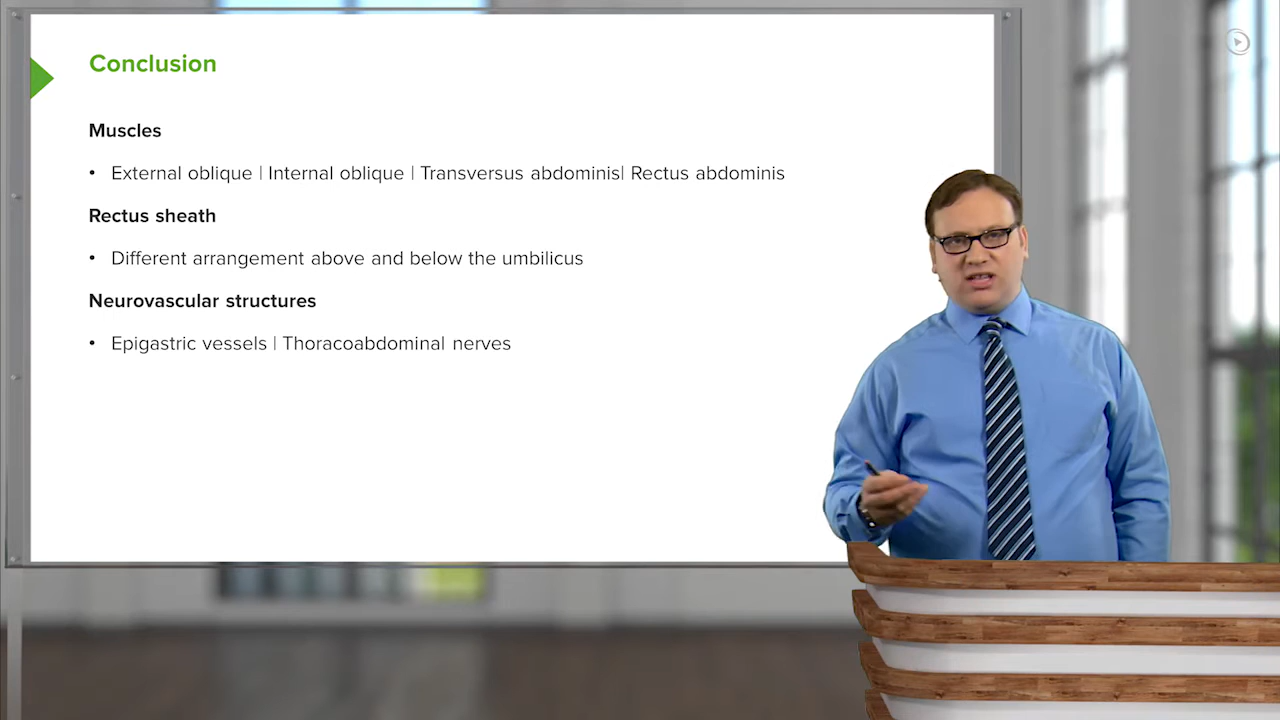 Conclusion
Muscles
• External oblique | Internal oblique | Transversus abdominis| Rectus abdominis
Rectus sheath
• Different arrangement above and below the umbilicus
Neurovascular structures
• Epigastric vessels | Thoracoabdominal nerves